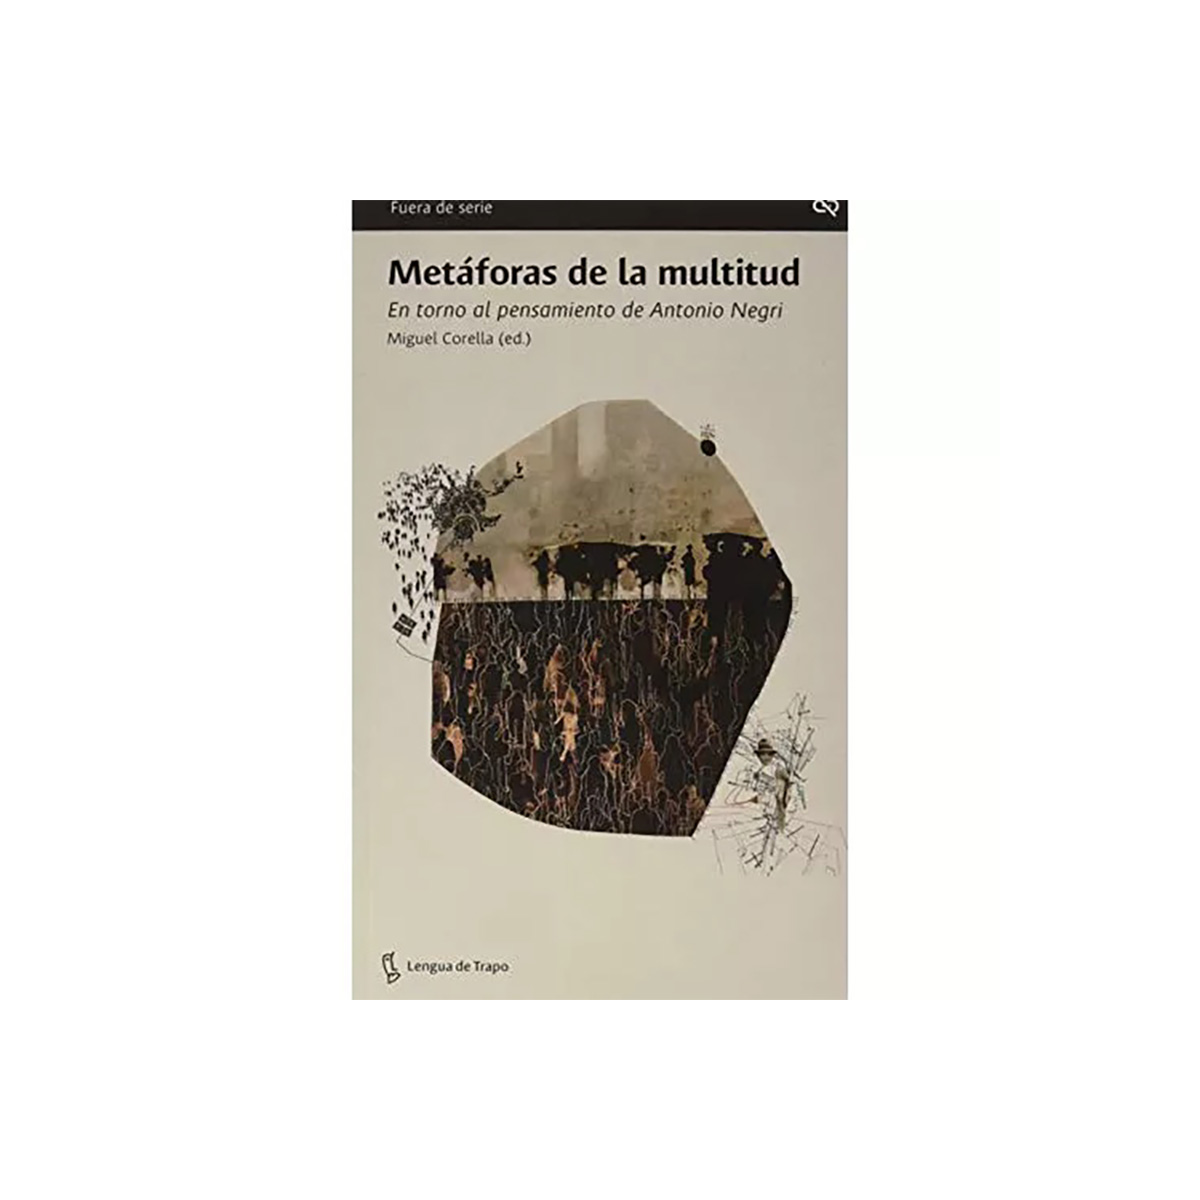 Fuera de serie
Metáforas de la multitud
En torno al pensamiento de Antonio Negri
Miguel Corella (ed.)
Lengua de Trapo